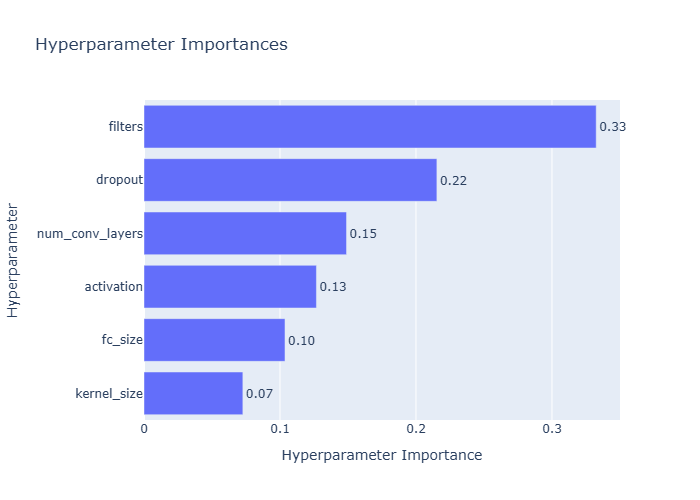 Hyperparameter Importances
Hyperparameter
filters
0.33
dropout
0.22
num_conv_layers
0.15
activation
0.13
fc_size
0.10
kernel_size
0.07
0
0.1
0.2
0.3
Hyperparameter Importance